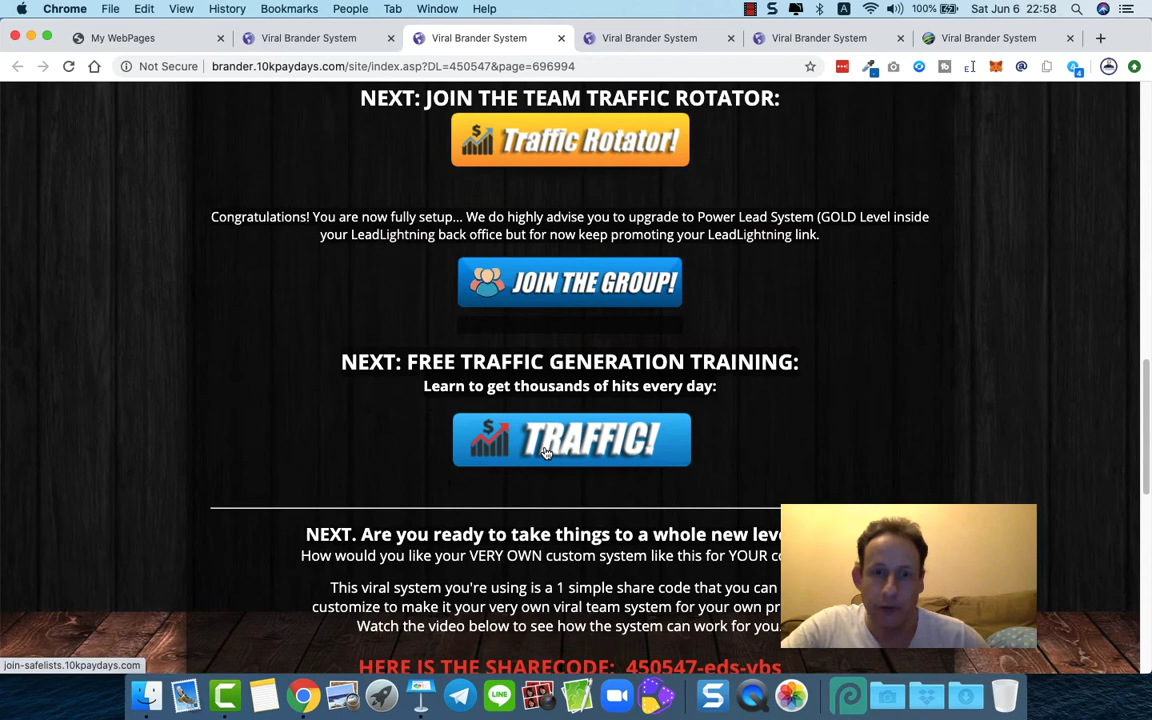 Chrome File Edit View History Bookmarks People Tab Window Help 100% Sat Jun 6 22:58
My WebPages Viral Brander System Viral Brander System Viral Brander System Viral Brander System Viral Brander System
Not Secure brander.10kpaydays.com/site/index.asp?DL=450547&page=696994
NEXT: JOIN THE TEAM TRAFFIC ROTATOR:
Traffic Rotator!
Congratulations! You are now fully setup... We do highly advise you to upgrade to Power Lead System (GOLD Level inside
your LeadLightning back office but for now keep promoting your LeadLightning link.
JOIN THE GROUP!
NEXT: FREE TRAFFIC GENERATION TRAINING:
Learn to get thousands of hits every day:
TRAFFIC!
NEXT. Are you ready to take things to a whole new leve
How would you like your VERY OWN custom system like this for YOUR co
This viral system you're using is a 1 simple share code that you can
customize to make it your very own viral team system for your own pr
Watch the video below to see how the system can work for you.
HERE IS THE SHARECODE: 450547-eds-vbs
join-safelists.10kpaydays.com
LINE